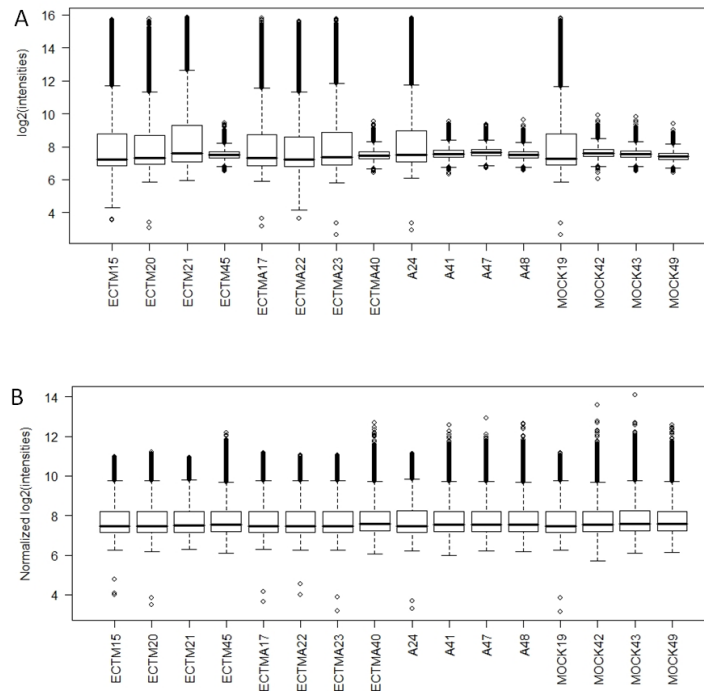 A
log2(intensities)
16
14
12
10
8
6
4
ECTM15
ECTM20
ECTM21
ECTM45
ECTMA17
ECTMA22
ECTMA23
ECTMA40
A24
A41
A47
A48
MOCK19
MOCK42
MOCK43
MOCK49
B
Normalized log2(intensities)
14
12
10
8
6
4
ECTM15
ECTM20
ECTM21
ECTM45
ECTMA17
ECTMA22
ECTMA23
ECTMA40
A24
A41
A47
A48
MOCK19
MOCK42
MOCK43
MOCK49